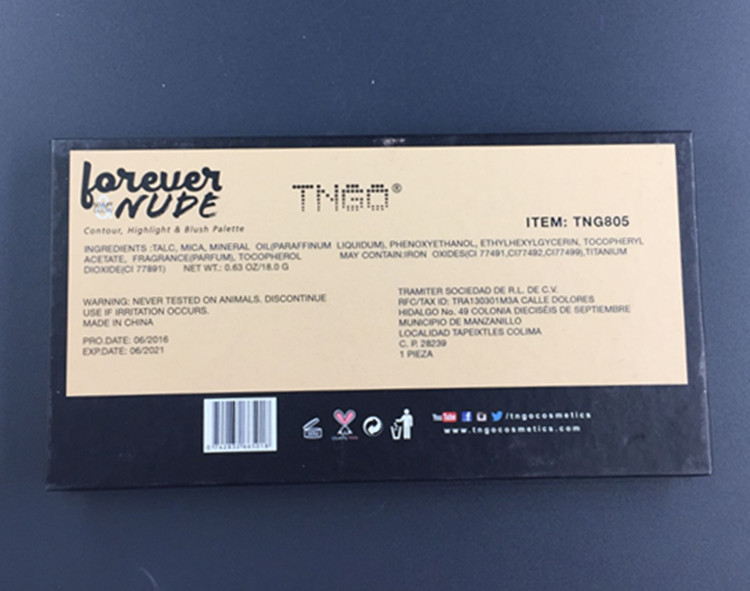 forever
NUDE
Contour, Highlight & Blush Palette
TNGO®
ITEM: TNG805
INGREDIENTS :TALC, MICA, MINERAL OIL(PARAFFINUM LIQUIDUM), PHENOXYETHANOL, ETHYLHEXYLGYCERIN, TOCOPHERYL
ACETATE, FRAGRANCE(PARFUM), TOCOPHEROL MAY CONTAIN:IRON OXIDES(CI 77491,CI77492,CI77499),TITANIUM
DIOXIDE(CI 77891) NET WT.: 0.63 OZ/18.0 G
WARNING: NEVER TESTED ON ANIMALS. DISCONTINUE
USE IF IRRITATION OCCURS.
MADE IN CHINA
PRO.DATE: 06/2016
EXP.DATE: 06/2021
TRAMITER SOCIEDAD DE R.L. DE C.V.
RFC/TAX ID: TRA130301M3A CALLE DOLORES
HIDALGO No. 49 COLONIA DIECISÉIS DE SEPTIEMBRE
MUNICIPIO DE MANZANILLO
LOCALIDAD TAPEIXTLES COLIMA
C. P. 28239
1 PIEZA
YouTube /tngocosmetics
www.tngocosmetics.com